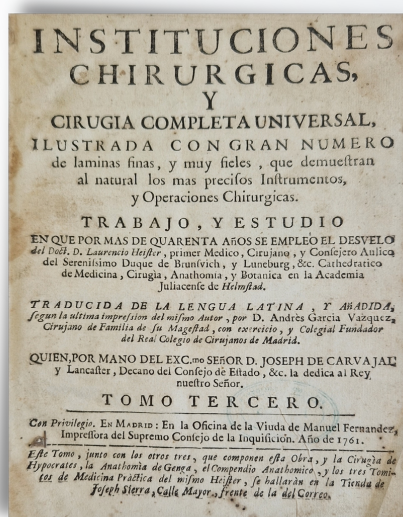 INSTITUCIONES
CHIRURGICAS,
Y
CIRUGIA COMPLETA UNIVERSAL,
ILUSTRADA CON GRAN NUMERO
de laminas finas, y muy fieles, que demuestran
al natural los mas precisos Instrumentos,
y Operaciones Chirurgicas.
TRABAJO, Y ESTUDIO
EN QUE POR MAS DE QUARENTA AñOS SE EMPLEÒ EL DESVELO
del Doct. D. Laurencio Heister, primer Medico, Cirujano, y Consejero Aulico
del Serenissimo Duque de Brunsvich, y Luneburg, &c. Cathedratico
de Medicina, Cirugia, Anathomia, y Botanica en la Academia
Juliacense de Helmstad.
TRADUCIDA DE LA LENGUA LATINA, Y AñADIDA,
segun la ultima impression del mismo Autor, por D. Andrès Garcia Vazquez,
Cirujano de Familia de su Magestad, con exercicio, y Colegial Fundador
del Real Colegio de Cirujanos de Madrid.
QUIEN, POR MANO DEL EXC.mo SEñOR D. JOSEPH DE CARVAJAL
y Lancaster, Decano del Consejo de Estado, &c. la dedica al Rey
nuestro Señor.
TOMO TERCERO.
Con Privilegio. EN MADRID: En la Oficina de la Viuda de Manuel Fernandez,
Impressora del Supremo Consejo de la Inquisicion. Año de 1761.
Este Tomo, junto con los otros tres, que componen esta Obra, y la Cirugìa de
Hypocrates, la Anathomìa de Genga, el Compendio Anathomico, y los tres Tomi-
tos de Medicina Pràctica del mismo Heister, se hallaràn en la Tienda de
Joseph Sierra, Calle Mayor, frente de la del Correo.